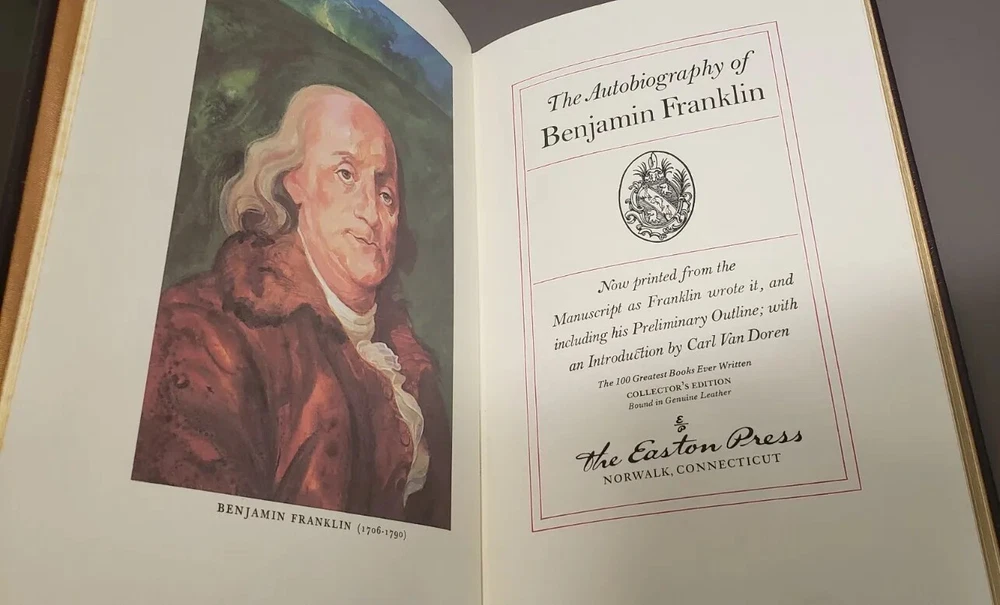 BENJAMIN FRANKLIN (1706-1790)
The Autobiography of
Benjamin Franklin
Now printed from the
Manuscript as Franklin wrote it, and
including his Preliminary Outline; with
an Introduction by Carl Van Doren
The 100 Greatest Books Ever Written
COLLECTOR'S EDITION
Bound in Genuine Leather
E
P
The Easton Press
NORWALK, CONNECTICUT